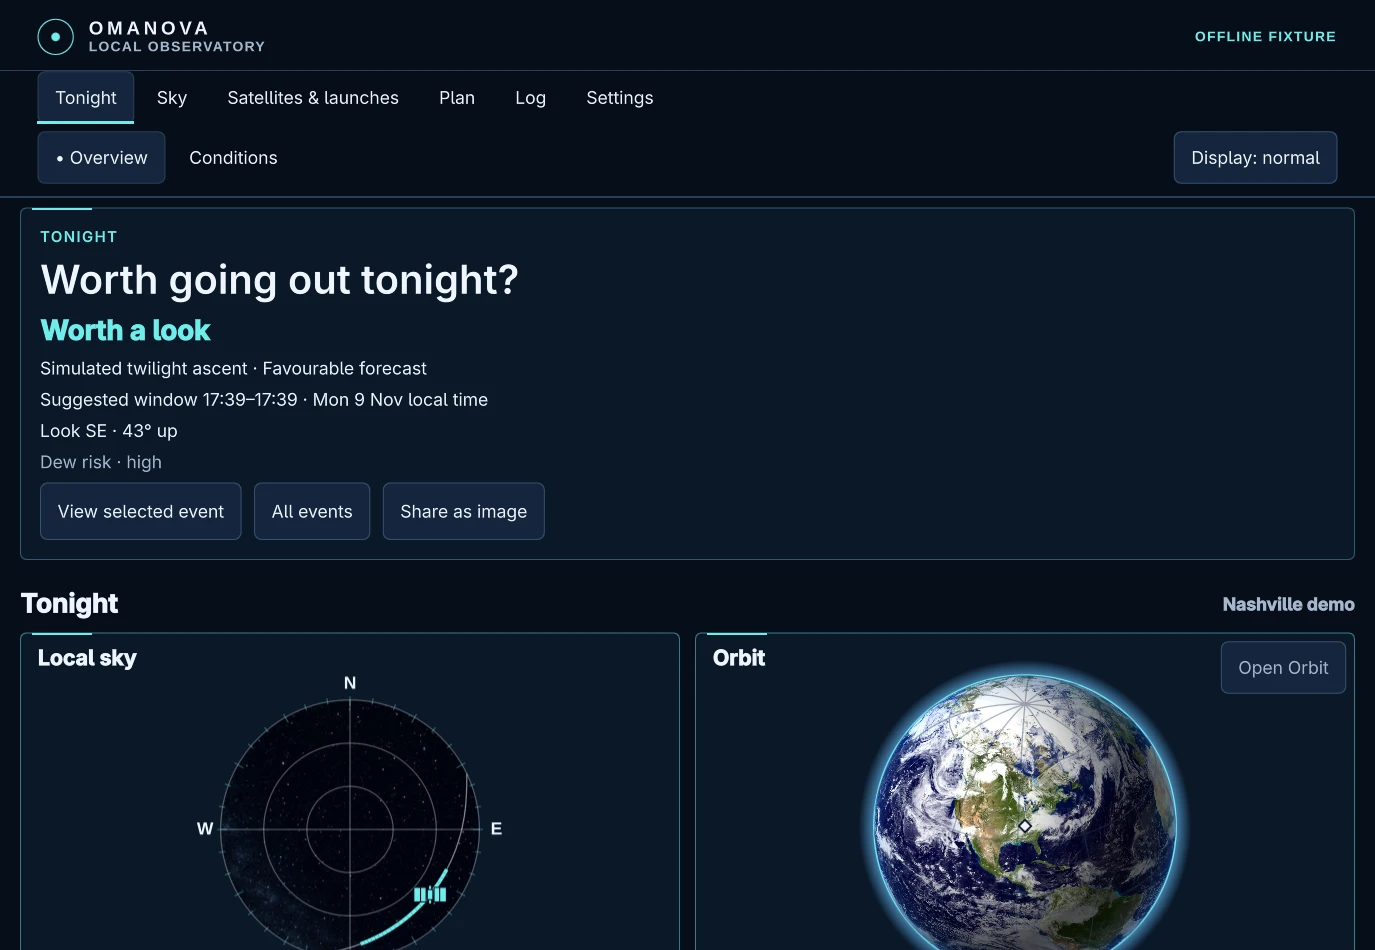 OMANOVA
LOCAL OBSERVATORY
OFFLINE FIXTURE
Tonight
Sky
Satellites & launches
Plan
Log
Settings
• Overview
Conditions
Display: normal
TONIGHT
Worth going out tonight?
Worth a look
Simulated twilight ascent · Favourable forecast
Suggested window 17:39–17:39 · Mon 9 Nov local time
Look SE · 43° up
Dew risk · high
View selected event
All events
Share as image
Tonight
Nashville demo
Local sky
N
W
E
Orbit
Open Orbit